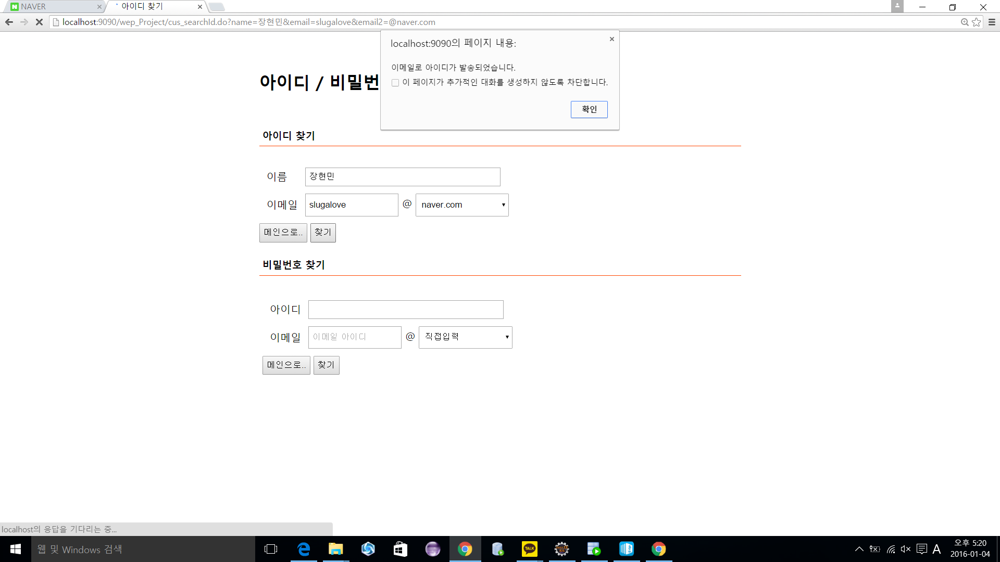 NAVER
아이디 찾기
localhost:9090/wep_Project/cus_searchId.do?name=장현민&email=slugalove&email2=@naver.com
localhost:9090의 페이지 내용:
이메일로 아이디가 발송되었습니다.
이 페이지가 추가적인 대화를 생성하지 않도록 차단합니다.
확인
아이디 / 비밀번
아이디 찾기
이름 장현민
이메일 slugalove @ naver.com
메인으로.. 찾기
비밀번호 찾기
아이디
이메일 이메일 아이디 @ 직접입력
메인으로.. 찾기
localhost의 응답을 기다리는 중...
웹 및 Windows 검색
TALK
A
오후 5:20
2016-01-04